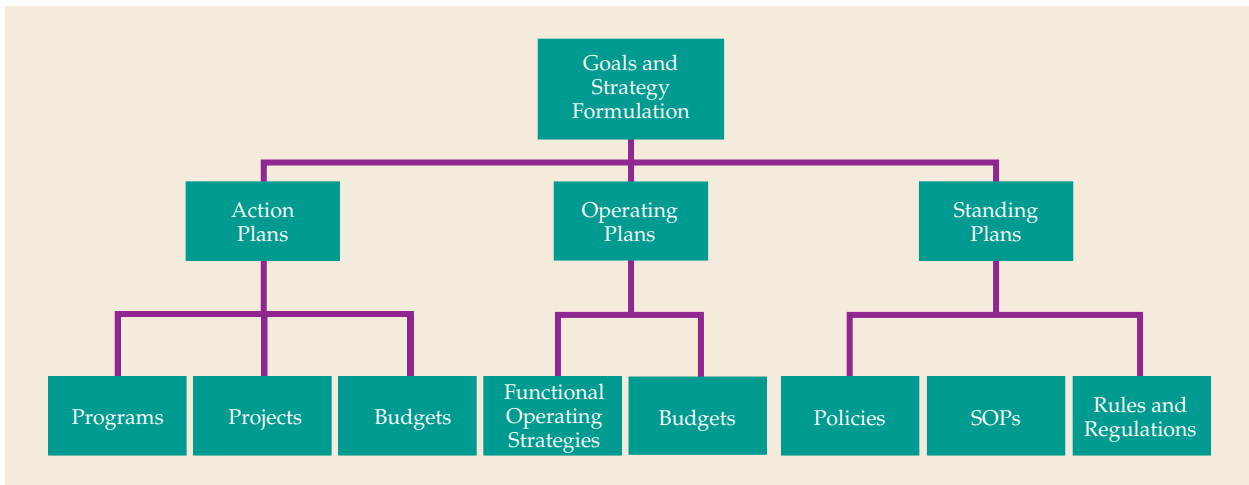 Goals and
Strategy
Formulation
Action
Plans
Operating
Plans
Standing
Plans
Programs
Projects
Budgets
Functional
Operating
Strategies
Budgets
Policies
SOPs
Rules and
Regulations